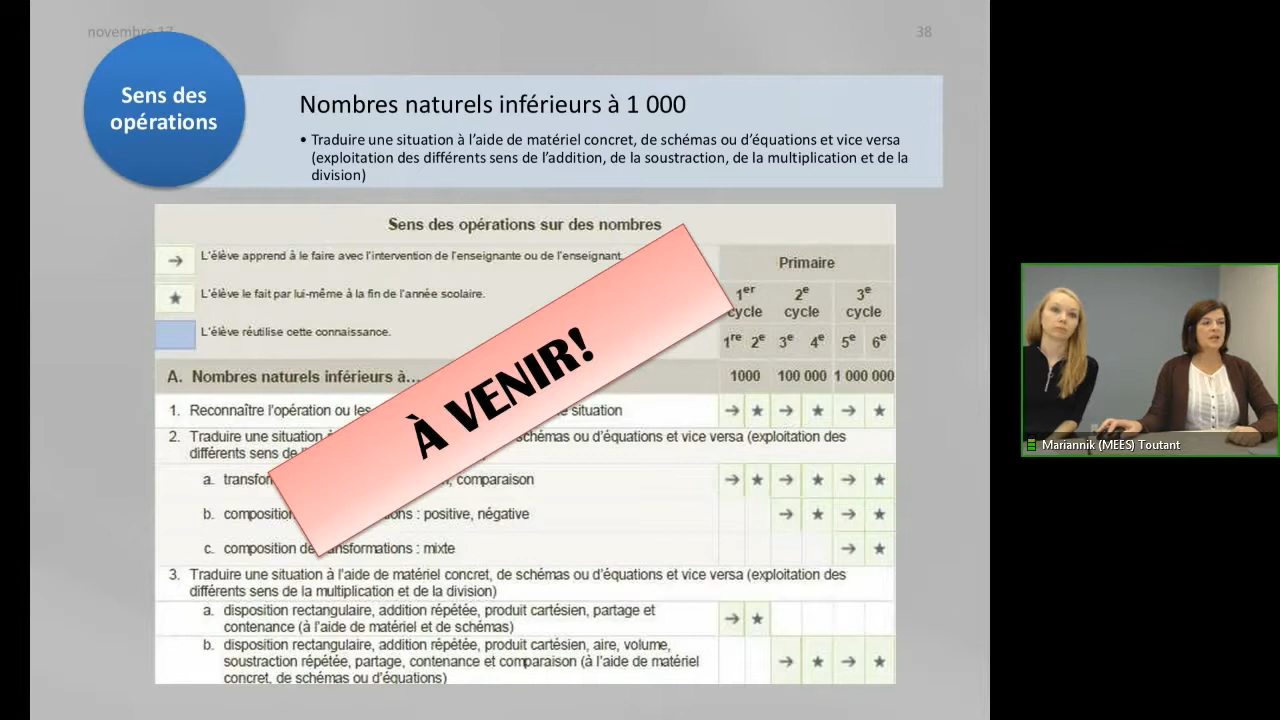 novembre 17
38
Sens des
opérations
Nombres naturels inférieurs à 1 000
• Traduire une situation à l'aide de matériel concret, de schémas ou d'équations et vice versa
(exploitation des différents sens de l'addition, de la soustraction, de la multiplication et de la
division)
Sens des opérations sur des nombres
→ L'élève apprend à le faire avec l'intervention de l'enseignante ou de l'enseignant.
★ L'élève le fait par lui-même à la fin de l'année scolaire.
L'élève réutilise cette connaissance.
Primaire
1er cycle 2e cycle 3e cycle
1re 2e 3e 4e 5e 6e
A. Nombres naturels inférieurs à... 1000 100 000 1 000 000
À VENIR!
1. Reconnaître l'opération ou les situation → ★ → ★ → ★
2. Traduire une situation schémas ou d'équations et vice versa (exploitation des
différents sens de
a. comparaison → ★ → ★ → ★
b. : positive, négative → ★ → ★
c. composition : mixte → ★
3. Traduire une situation à l'aide de matériel concret, de schémas ou d'équations et vice versa (exploitation des
différents sens de la multiplication et de la division)
a. disposition rectangulaire, addition répétée, produit cartésien, partage et
contenance (à l'aide de matériel et de schémas) → ★
b. disposition rectangulaire, addition répétée, produit cartésien, aire, volume,
soustraction répétée, partage, contenance et comparaison (à l'aide de matériel
concret, de schémas ou d'équations) → ★ → ★
Mariannik (MEES) Toutant